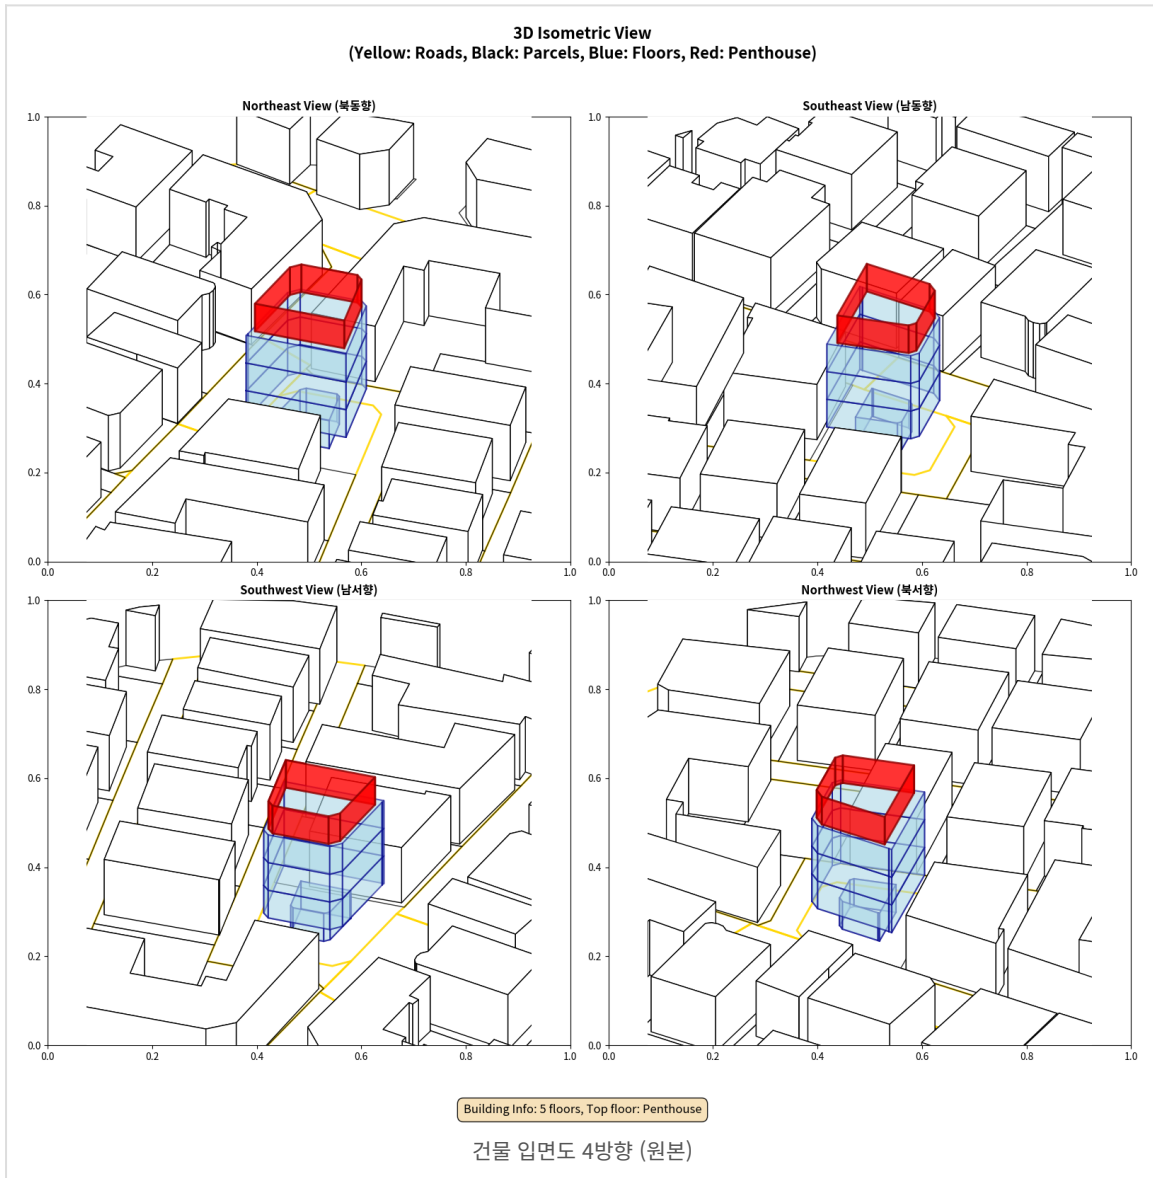 3D Isometric View
(Yellow: Roads, Black: Parcels, Blue: Floors, Red: Penthouse)
Northeast View (북동향)
1.0
0.8
0.6
0.4
0.2
0.0
0.0 0.2 0.4 0.6 0.8 1.0
Southeast View (남동향)
1.0
0.8
0.6
0.4
0.2
0.0
0.0 0.2 0.4 0.6 0.8 1.0
Southwest View (남서향)
1.0
0.8
0.6
0.4
0.2
0.0
0.0 0.2 0.4 0.6 0.8 1.0
Northwest View (북서향)
1.0
0.8
0.6
0.4
0.2
0.0
0.0 0.2 0.4 0.6 0.8 1.0
Building Info: 5 floors, Top floor: Penthouse
건물 입면도 4방향 (원본)